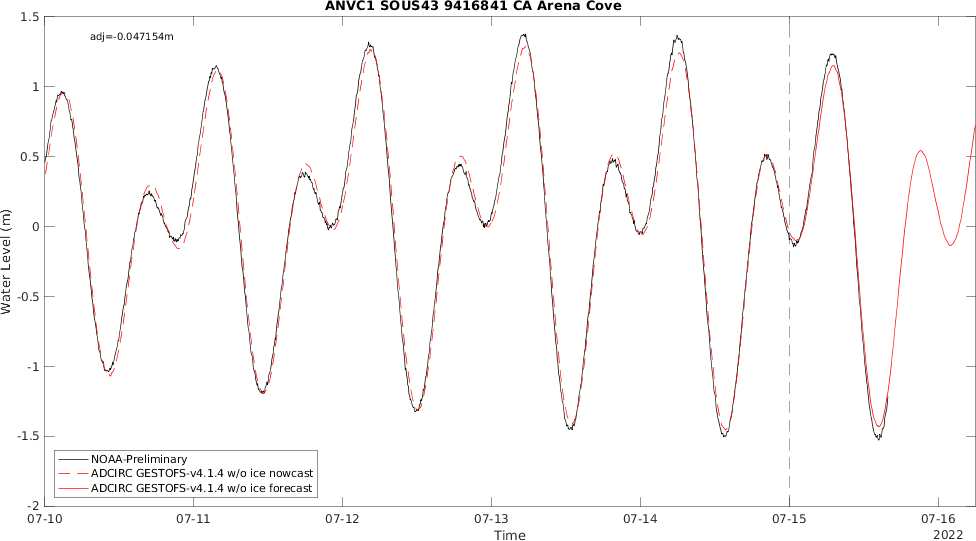 ANVC1 SOUS43 9416841 CA Arena Cove
adj=-0.047154m
1.5
1
0.5
0
-0.5
-1
-1.5
-2
Water Level (m)
NOAA-Preliminary
ADCIRC GESTOFS-v4.1.4 w/o ice nowcast
ADCIRC GESTOFS-v4.1.4 w/o ice forecast
07-10 07-11 07-12 07-13 07-14 07-15 07-16
Time
2022